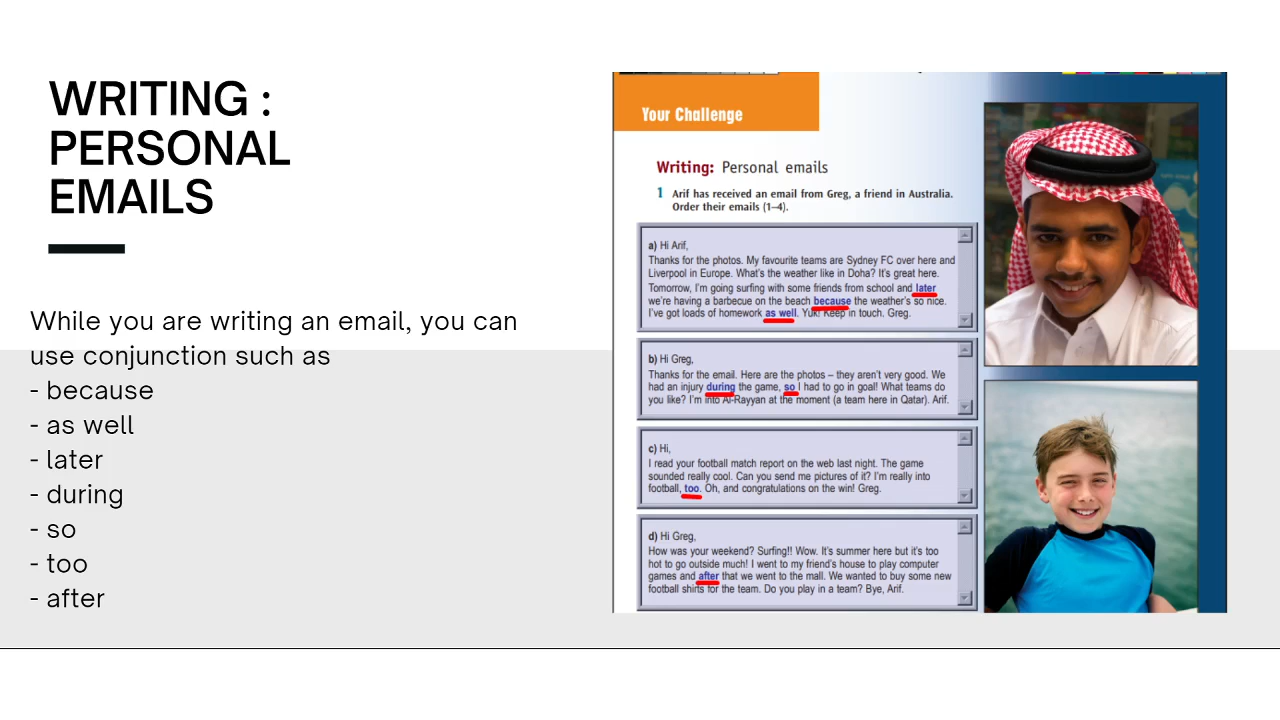 WRITING :
PERSONAL
EMAILS
While you are writing an email, you can
use conjunction such as
- because
- as well
- later
- during
- so
- too
- after
Your Challenge
Writing: Personal emails
1 Arif has received an email from Greg, a friend in Australia.
Order their emails (1–4).
a) Hi Arif,
Thanks for the photos. My favourite teams are Sydney FC over here and
Liverpool in Europe. What's the weather like in Doha? It's great here.
Tomorrow, I'm going surfing with some friends from school and later
we're having a barbecue on the beach because the weather's so nice.
I've got loads of homework as well. Yuk! Keep in touch. Greg.
b) Hi Greg,
Thanks for the email. Here are the photos – they aren't very good. We
had an injury during the game, so I had to go in goal! What teams do
you like? I'm into Al-Rayyan at the moment (a team here in Qatar). Arif.
c) Hi,
I read your football match report on the web last night. The game
sounded really cool. Can you send me pictures of it? I'm really into
football, too. Oh, and congratulations on the win! Greg.
d) Hi Greg,
How was your weekend? Surfing!! Wow. It's summer here but it's too
hot to go outside much! I went to my friend's house to play computer
games and after that we went to the mall. We wanted to buy some new
football shirts for the team. Do you play in a team? Bye, Arif.